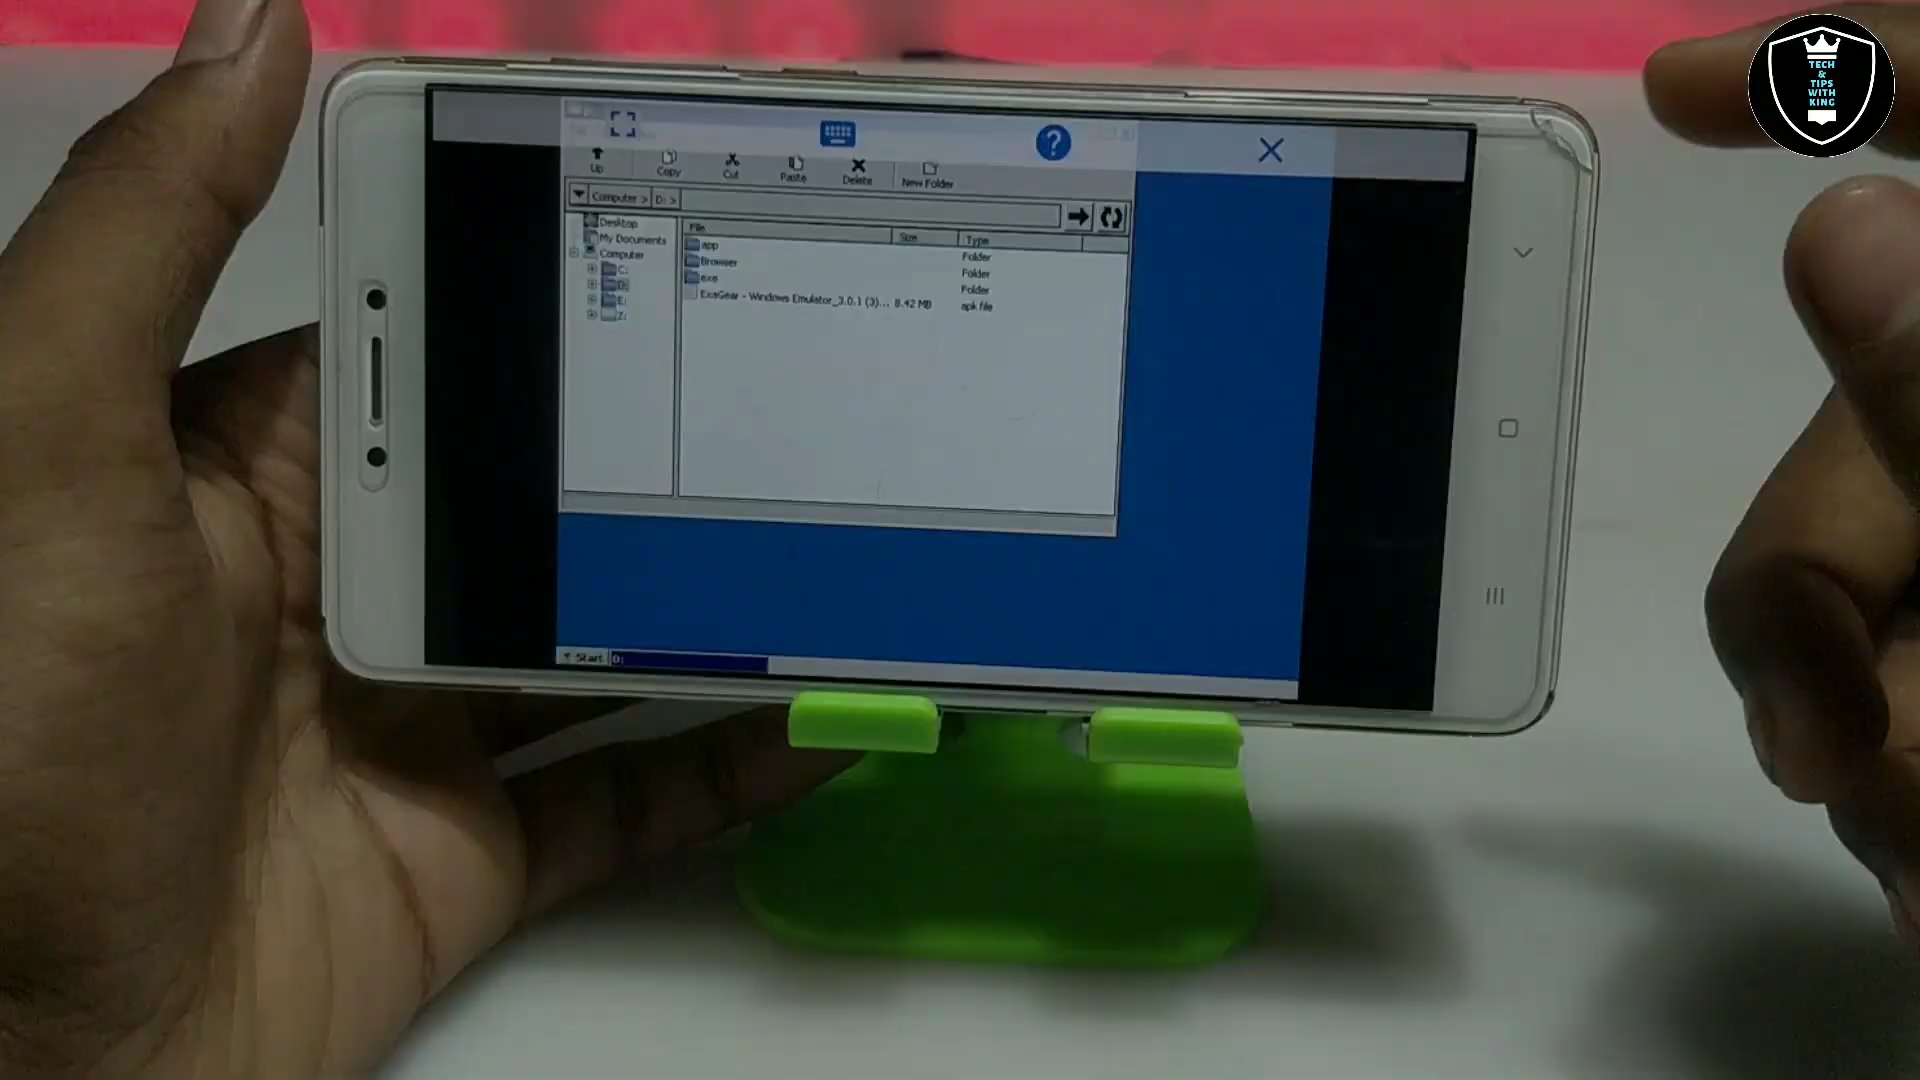 TECH
&
TIPS
WITH
KING
Up Copy Cut Paste Delete New Folder
Computer > D: >
File Size Type
Desktop
My Documents
Computer
C:
D:
E:
Z:
app Folder
Browser Folder
exe Folder
ExaGear - Windows Emulator_3.0.1 (3)... 8.42 MB apk file
Start D: